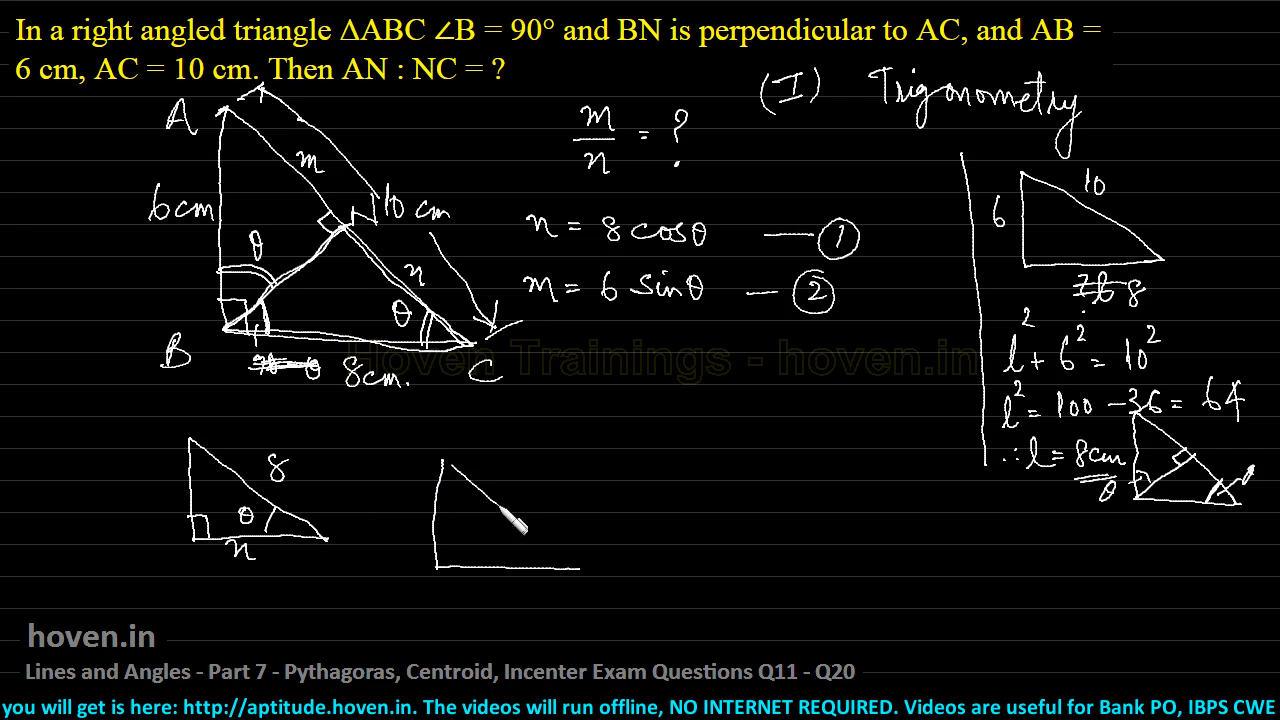 In a right angled triangle ΔABC ∠B = 90° and BN is perpendicular to AC, and AB =
6 cm, AC = 10 cm. Then AN : NC = ?
(I) Trigonometry
A
m
m/n = ?
6cm
N
10 cm
θ
n
θ
B
8cm.
C
n = 8 cosθ — ①
m = 6 sinθ — ②
6
10
8
l² + 6² = 10²
l² = 100 – 36 = 64
∴ l = 8cm
θ
Hoven Trainings - hoven.in
8
θ
n
hoven.in
Lines and Angles - Part 7 - Pythagoras, Centroid, Incenter Exam Questions Q11 - Q20
you will get is here: http://aptitude.hoven.in. The videos will run offline, NO INTERNET REQUIRED. Videos are useful for Bank PO, IBPS CWE